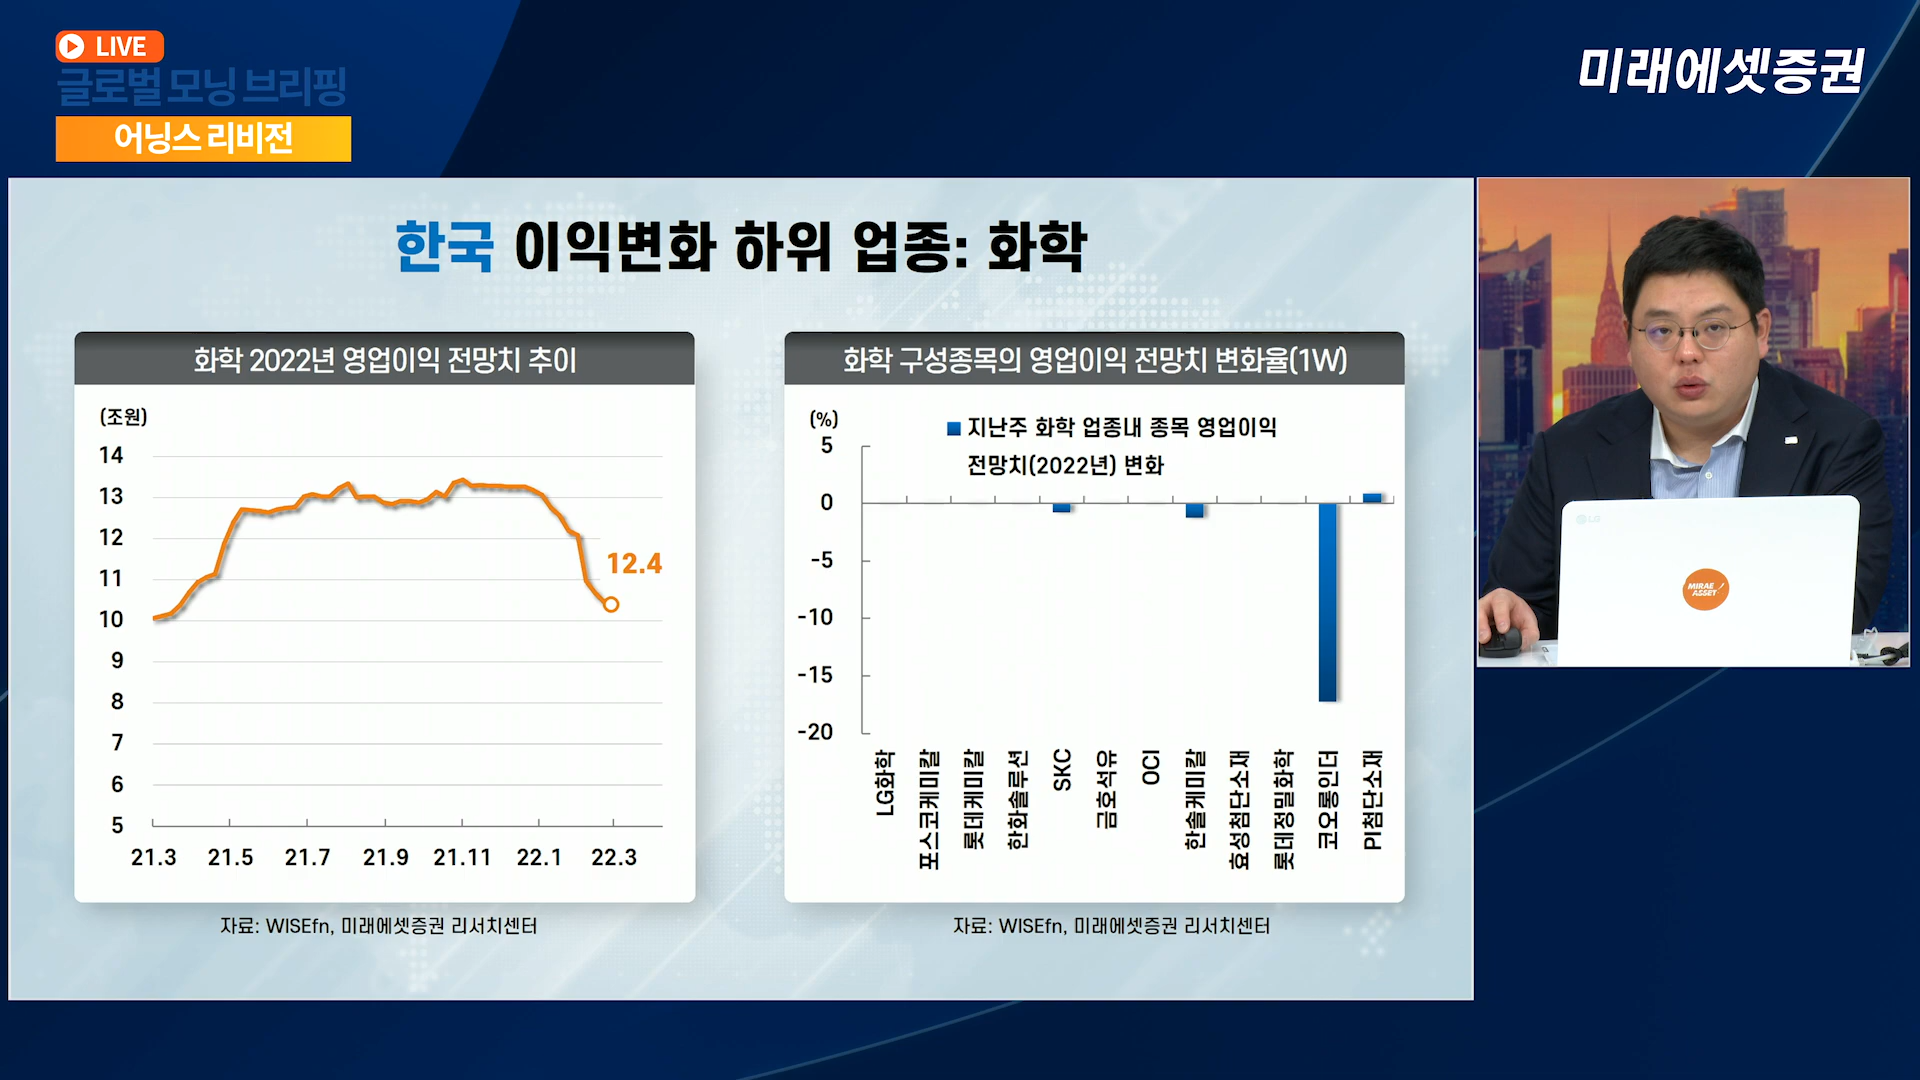 LIVE
글로벌 모닝 브리핑
어닝스 리비전
미래에셋증권
한국 이익변화 하위 업종: 화학
화학 2022년 영업이익 전망치 추이
(조원)
14
13
12
11
10
9
8
7
6
5
12.4
21.3 21.5 21.7 21.9 21.11 22.1 22.3
자료: WISEfn, 미래에셋증권 리서치센터
화학 구성종목의 영업이익 전망치 변화율(1W)
(%)
지난주 화학 업종내 종목 영업이익
전망치(2022년) 변화
5
0
-5
-10
-15
-20
LG화학
포스코케미칼
롯데케미칼
한화솔루션
SKC
금호석유
OCI
한솔케미칼
효성첨단소재
롯데정밀화학
코오롱인더
PI첨단소재
자료: WISEfn, 미래에셋증권 리서치센터
LG
MIRAE
ASSET